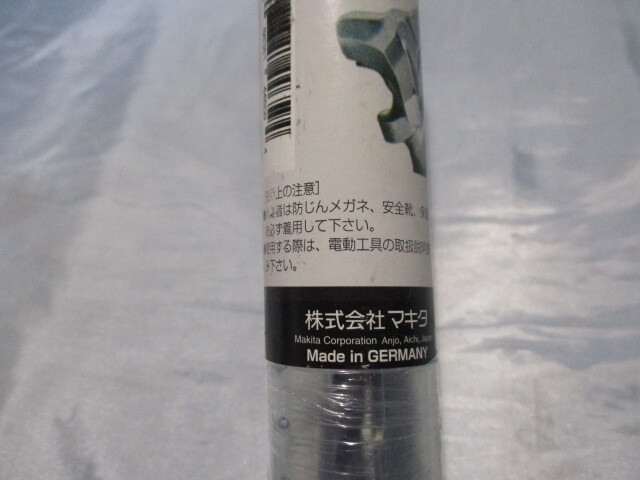 上の注意]
者は防じんメガネ、安全靴、
必ず着用して下さい。
使用する際は、電動工具の取扱説明
下さい。
株式会社マキタ
Makita Corporation Anjo, Aichi, Japan
Made in GERMANY